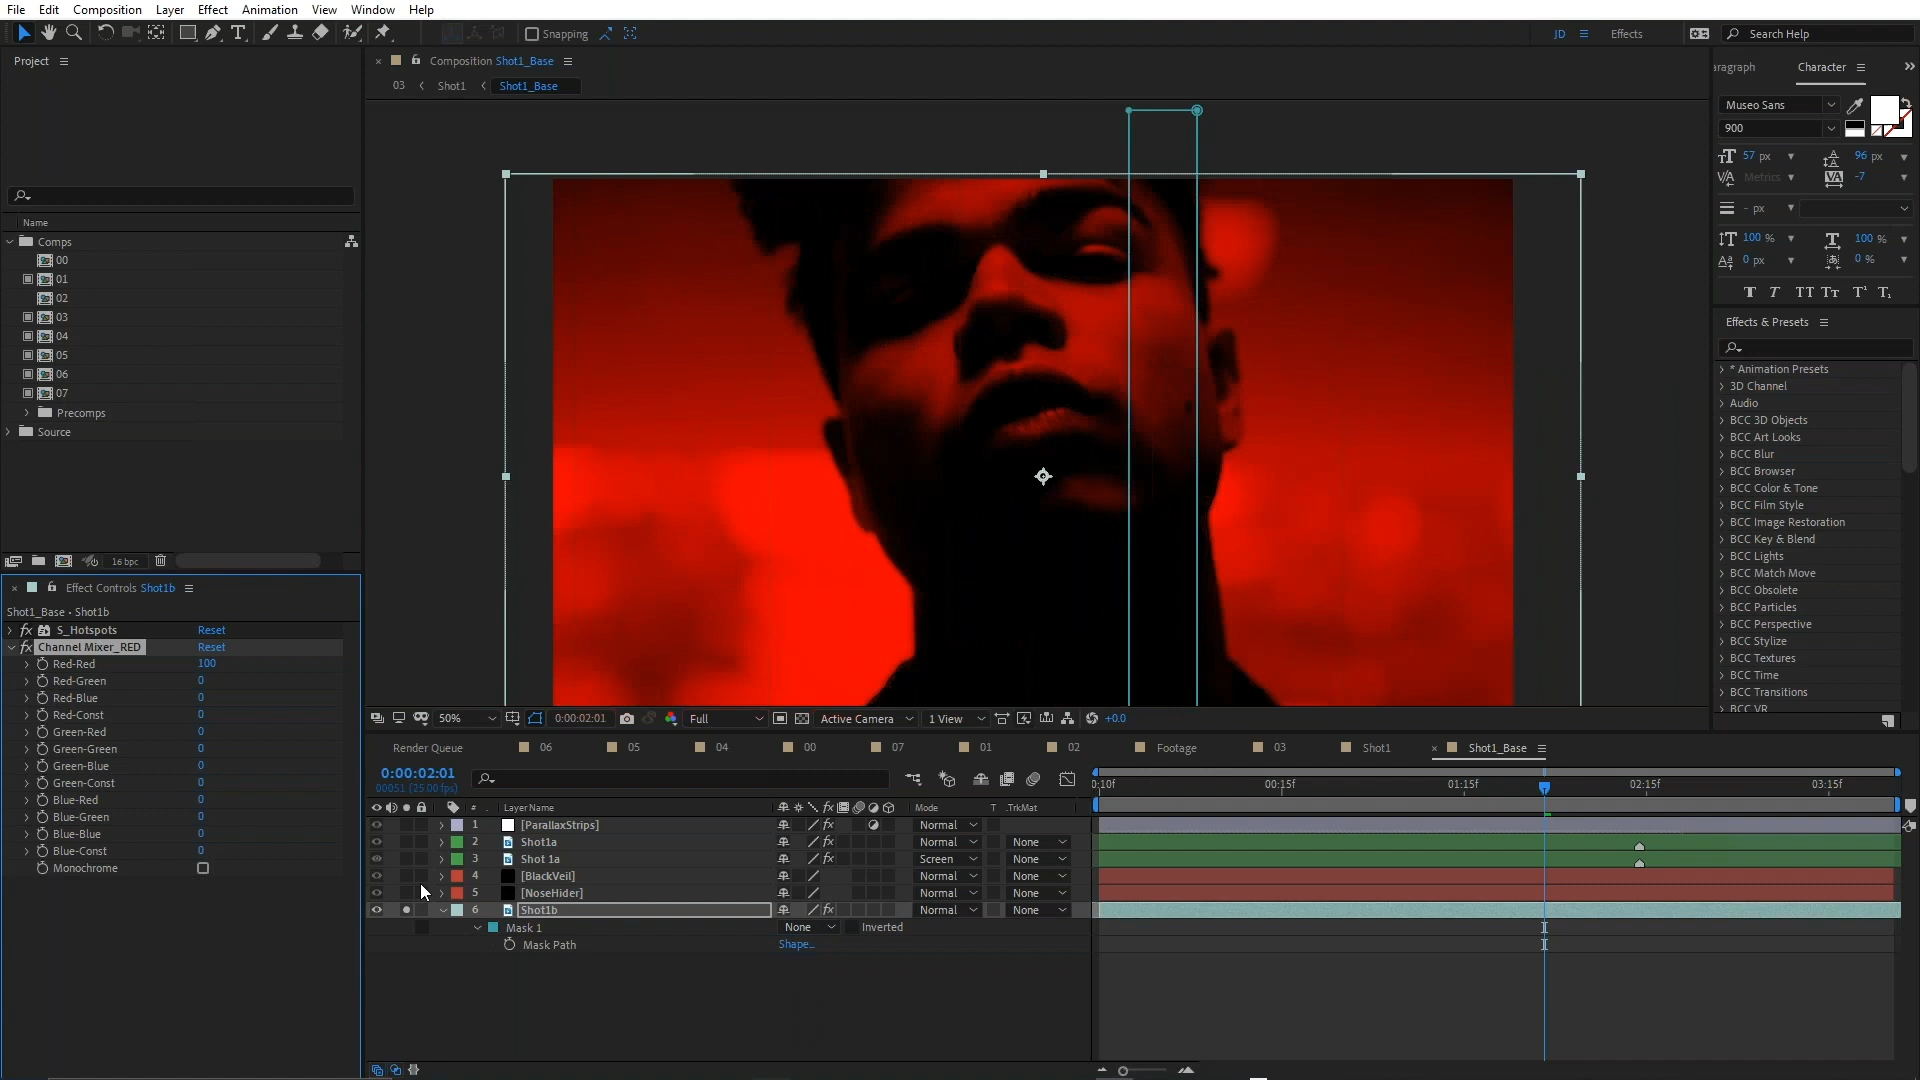 File Edit Composition Layer Effect Animation View Window Help
Snapping
JD Effects Search Help
Project
Composition Shot1_Base
03 Shot1 Shot1_Base
aragraph Character
Museo Sans
900
57 px 96 px
Metrics -7
- px
100 % 100 %
0 px 0 %
Name
Comps
00
01
02
03
04
05
06
07
Precomps
Source
16 bpc
Effects & Presets
* Animation Presets
3D Channel
Audio
BCC 3D Objects
BCC Art Looks
BCC Blur
BCC Browser
BCC Color & Tone
BCC Film Style
BCC Image Restoration
BCC Key & Blend
BCC Lights
BCC Match Move
BCC Obsolete
BCC Particles
BCC Perspective
BCC Stylize
BCC Textures
BCC Time
BCC Transitions
BCC VR
Effect Controls Shot1b
Shot1_Base • Shot1b
fx S_Hotspots Reset
fx Channel Mixer_RED Reset
Red-Red 100
Red-Green 0
Red-Blue 0
Red-Const 0
Green-Red 0
Green-Green 0
Green-Blue 0
Green-Const 0
Blue-Red 0
Blue-Green 0
Blue-Blue 0
Blue-Const 0
Monochrome
50% 0:00:02:01 Full Active Camera 1 View +0.0
Render Queue 06 05 04 00 07 01 02 Footage 03 Shot1 Shot1_Base
0:00:02:01
00051 (25.00 fps)
0:10f 00:15f 01:15f 02:15f 03:15f
# Layer Name fx Mode T .TrkMat
1 [ParallaxStrips] fx Normal
2 Shot1a fx Normal None
3 Shot 1a fx Screen None
4 [BlackVeil] Normal None
5 [NoseHider] Normal None
6 Shot1b fx Normal None
Mask 1 None Inverted
Mask Path Shape...